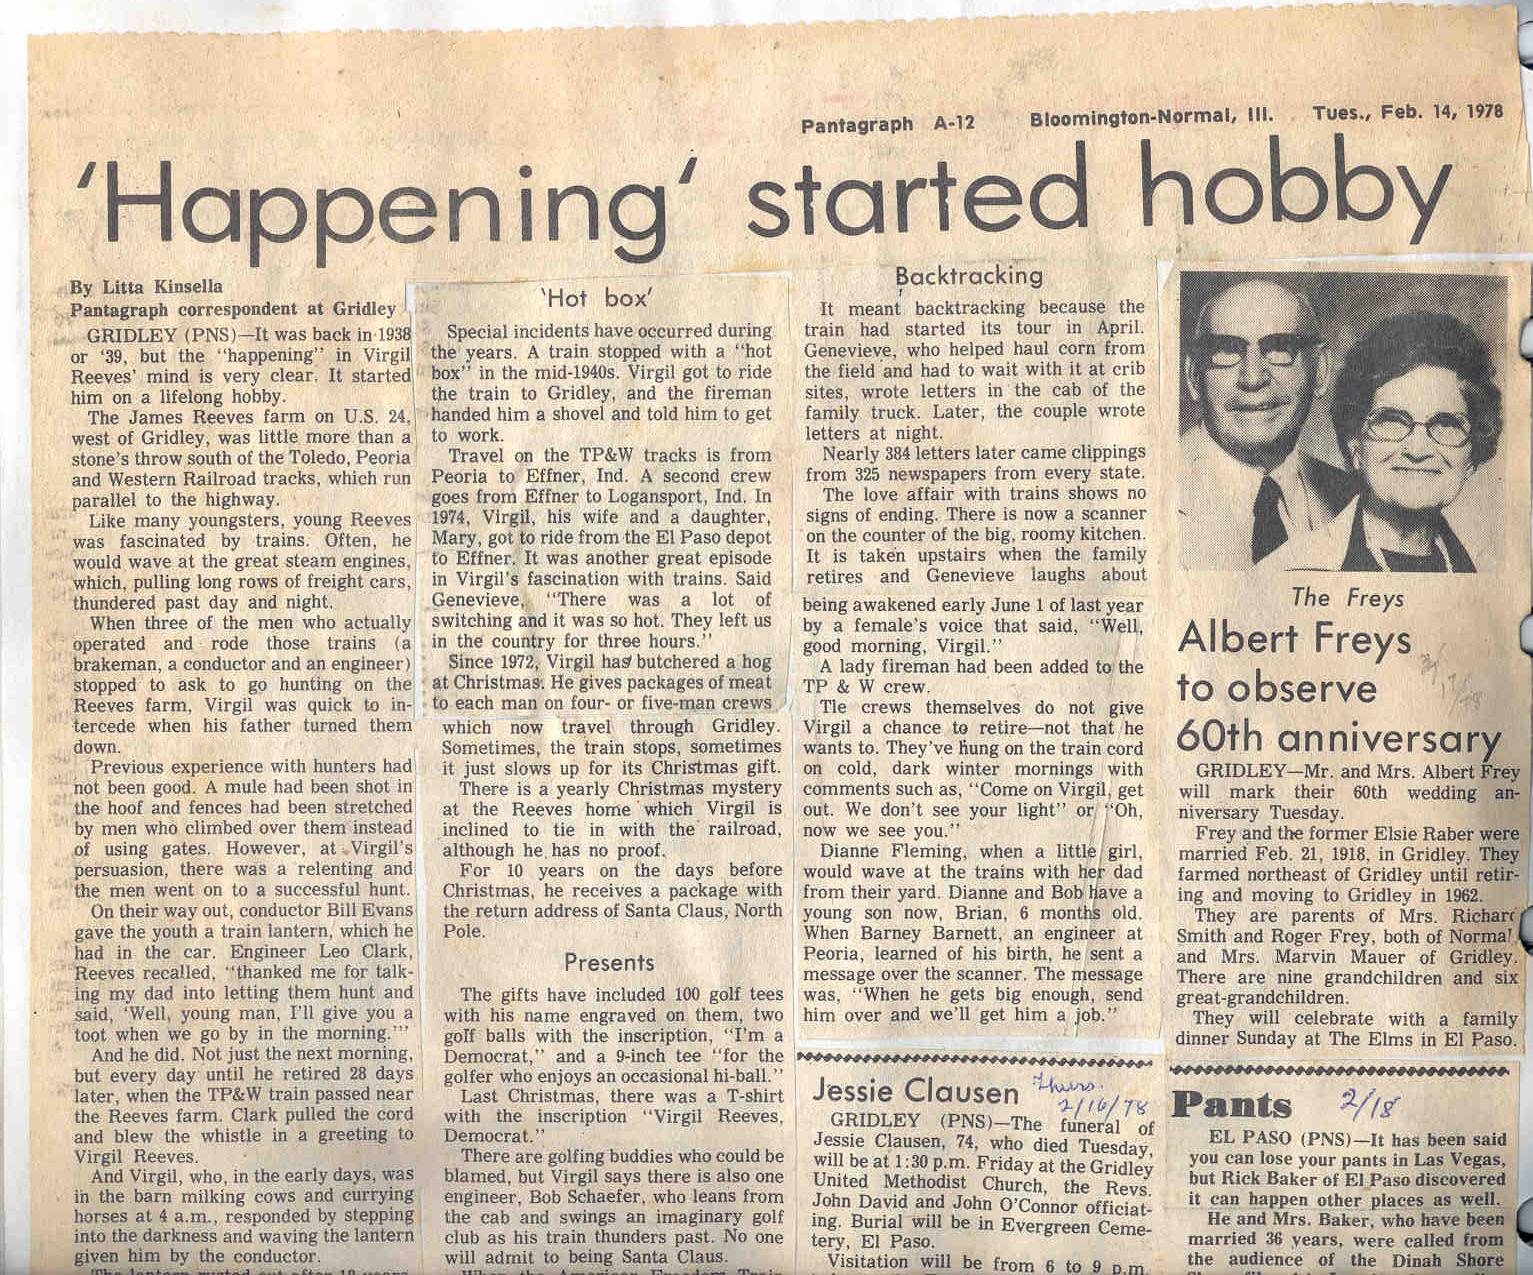 Pantagraph A-12 Bloomington-Normal, Ill. Tues., Feb. 14, 1978
'Happening' started hobby
By Litta Kinsella
Pantagraph correspondent at Gridley
GRIDLEY (PNS)—It was back in 1938
or '39, but the "happening" in Virgil
Reeves' mind is very clear. It started
him on a lifelong hobby.
The James Reeves farm on U.S. 24,
west of Gridley, was little more than a
stone's throw south of the Toledo, Peoria
and Western Railroad tracks, which run
parallel to the highway.
Like many youngsters, young Reeves
was fascinated by trains. Often, he
would wave at the great steam engines,
which, pulling long rows of freight cars,
thundered past day and night.
When three of the men who actually
operated and rode those trains (a
brakeman, a conductor and an engineer)
stopped to ask to go hunting on the
Reeves farm, Virgil was quick to in-
tercede when his father turned them
down.
Previous experience with hunters had
not been good. A mule had been shot in
the hoof and fences had been stretched
by men who climbed over them instead
of using gates. However, at Virgil's
persuasion, there was a relenting and
the men went on to a successful hunt.
On their way out, conductor Bill Evans
gave the youth a train lantern, which he
had in the car. Engineer Leo Clark,
Reeves recalled, "thanked me for talk-
ing my dad into letting them hunt and
said, 'Well, young man, I'll give you a
toot when we go by in the morning.'"
And he did. Not just the next morning,
but every day until he retired 28 days
later, when the TP&W train passed near
the Reeves farm. Clark pulled the cord
and blew the whistle in a greeting to
Virgil Reeves.
And Virgil, who, in the early days, was
in the barn milking cows and currying
horses at 4 a.m., responded by stepping
into the darkness and waving the lantern
given him by the conductor.
'Hot box'
Special incidents have occurred during
the years. A train stopped with a "hot
box" in the mid-1940s. Virgil got to ride
the train to Gridley, and the fireman
handed him a shovel and told him to get
to work.
Travel on the TP&W tracks is from
Peoria to Effner, Ind. A second crew
goes from Effner to Logansport, Ind. In
1974, Virgil, his wife and a daughter,
Mary, got to ride from the El Paso depot
to Effner. It was another great episode
in Virgil's fascination with trains. Said
Genevieve, "There was a lot of
switching and it was so hot. They left us
in the country for three hours."
Since 1972, Virgil has butchered a hog
at Christmas. He gives packages of meat
to each man on four- or five-man crews
which now travel through Gridley.
Sometimes, the train stops, sometimes
it just slows up for its Christmas gift.
There is a yearly Christmas mystery
at the Reeves home which Virgil is
inclined to tie in with the railroad,
although he has no proof.
For 10 years on the days before
Christmas, he receives a package with
the return address of Santa Claus, North
Pole.
Presents
The gifts have included 100 golf tees
with his name engraved on them, two
golf balls with the inscription, "I'm a
Democrat," and a 9-inch tee "for the
golfer who enjoys an occasional hi-ball."
Last Christmas, there was a T-shirt
with the inscription "Virgil Reeves,
Democrat."
There are golfing buddies who could be
blamed, but Virgil says there is also one
engineer, Bob Schaefer, who leans from
the cab and swings an imaginary golf
club as his train thunders past. No one
will admit to being Santa Claus.
Backtracking
It meant backtracking because the
train had started its tour in April.
Genevieve, who helped haul corn from
the field and had to wait with it at crib
sites, wrote letters in the cab of the
family truck. Later, the couple wrote
letters at night.
Nearly 384 letters later came clippings
from 325 newspapers from every state.
The love affair with trains shows no
signs of ending. There is now a scanner
on the counter of the big, roomy kitchen.
It is taken upstairs when the family
retires and Genevieve laughs about
being awakened early June 1 of last year
by a female's voice that said, "Well,
good morning, Virgil."
A lady fireman had been added to the
TP & W crew.
Tle crews themselves do not give
Virgil a chance to retire—not that he
wants to. They've hung on the train cord
on cold, dark winter mornings with
comments such as, "Come on Virgil, get
out. We don't see your light" or "Oh,
now we see you."
Dianne Fleming, when a little girl,
would wave at the trains with her dad
from their yard. Dianne and Bob have a
young son now, Brian, 6 months old.
When Barney Barnett, an engineer at
Peoria, learned of his birth, he sent a
message over the scanner. The message
was, "When he gets big enough, send
him over and we'll get him a job."
Jessie Clausen Thurs.
2/16/78
GRIDLEY (PNS)—The funeral of
Jessie Clausen, 74, who died Tuesday,
will be at 1:30 p.m. Friday at the Gridley
United Methodist Church, the Revs.
John David and John O'Connor officiat-
ing. Burial will be in Evergreen Ceme-
tery, El Paso.
Visitation will be from 6 to 9 p.m.
The Freys
Albert Freys
to observe
60th anniversary
GRIDLEY—Mr. and Mrs. Albert Frey
will mark their 60th wedding an-
niversary Tuesday.
Frey and the former Elsie Raber were
married Feb. 21, 1918, in Gridley. They
farmed northeast of Gridley until retir-
ing and moving to Gridley in 1962.
They are parents of Mrs. Richard
Smith and Roger Frey, both of Normal
and Mrs. Marvin Mauer of Gridley.
There are nine grandchildren and six
great-grandchildren.
They will celebrate with a family
dinner Sunday at The Elms in El Paso.
Pants 2/18
EL PASO (PNS)—It has been said
you can lose your pants in Las Vegas,
but Rick Baker of El Paso discovered
it can happen other places as well.
He and Mrs. Baker, who have been
married 36 years, were called from
the audience of the Dinah Shore